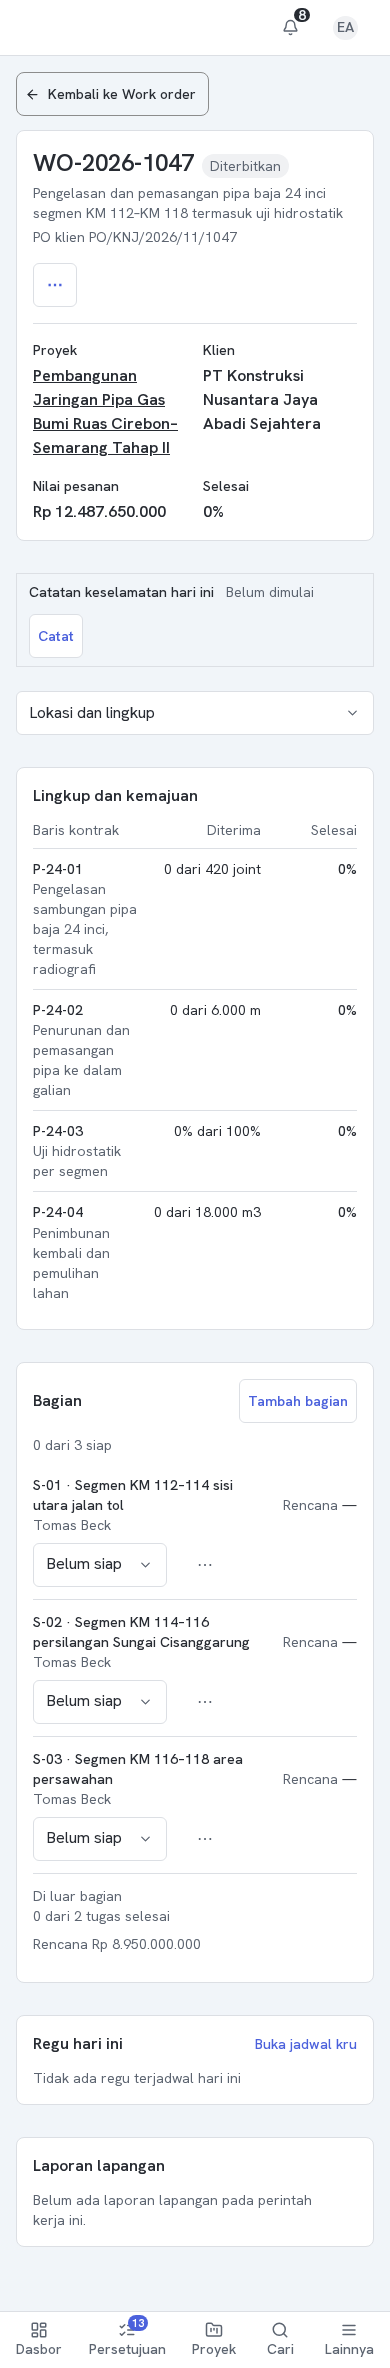 8
EA
Kembali ke Work order
WO-2026-1047 Diterbitkan
Pengelasan dan pemasangan pipa baja 24 inci
segmen KM 112–KM 118 termasuk uji hidrostatik
PO klien PO/KNJ/2026/11/1047
Proyek
Pembangunan
Jaringan Pipa Gas
Bumi Ruas Cirebon–
Semarang Tahap II
Klien
PT Konstruksi
Nusantara Jaya
Abadi Sejahtera
Nilai pesanan
Rp 12.487.650.000
Selesai
0%
Catatan keselamatan hari ini Belum dimulai
Catat
Lokasi dan lingkup
Lingkup dan kemajuan
Baris kontrak Diterima Selesai
P-24-01 0 dari 420 joint 0%
Pengelasan
sambungan pipa
baja 24 inci,
termasuk
radiografi
P-24-02 0 dari 6.000 m 0%
Penurunan dan
pemasangan
pipa ke dalam
galian
P-24-03 0% dari 100% 0%
Uji hidrostatik
per segmen
P-24-04 0 dari 18.000 m3 0%
Penimbunan
kembali dan
pemulihan
lahan
Bagian Tambah bagian
0 dari 3 siap
S-01 · Segmen KM 112–114 sisi
utara jalan tol
Rencana —
Tomas Beck
Belum siap
S-02 · Segmen KM 114–116
persilangan Sungai Cisanggarung
Rencana —
Tomas Beck
Belum siap
S-03 · Segmen KM 116–118 area
persawahan
Rencana —
Tomas Beck
Belum siap
Di luar bagian
0 dari 2 tugas selesai
Rencana Rp 8.950.000.000
Regu hari ini Buka jadwal kru
Tidak ada regu terjadwal hari ini
Laporan lapangan
Belum ada laporan lapangan pada perintah
kerja ini.
13
Dasbor Persetujuan Proyek Cari Lainnya